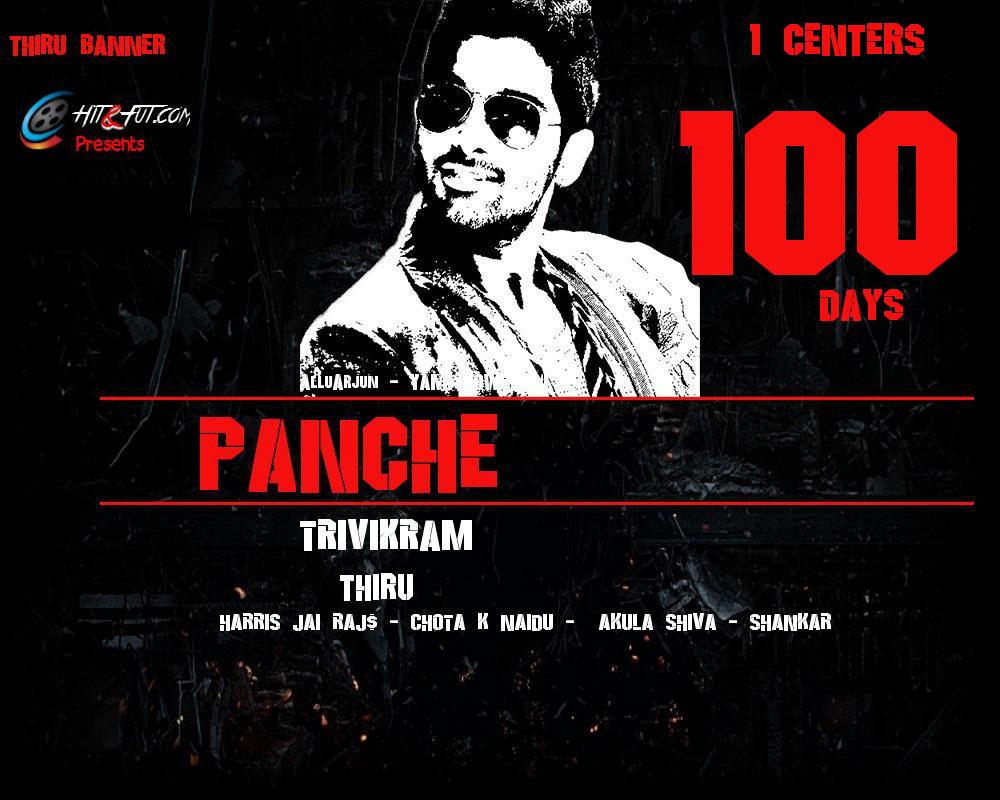 THIRU BANNER
HIT&FUT.COM
Presents
1 CENTERS
100
DAYS
ALLUARJUN -
PANCHE
TRIVIKRAM
THIRU
HARRIS JAI RAJS - CHOTA K NAIDU - AKULA SHIVA - SHANKAR